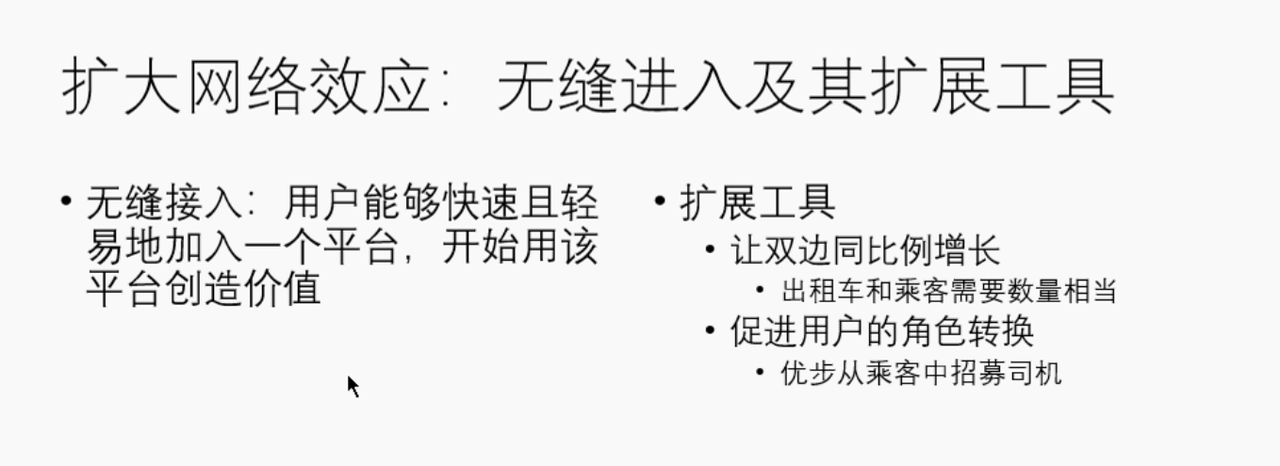 扩大网络效应：无缝进入及其扩展工具
• 无缝接入：用户能够快速且轻
易地加入一个平台，开始用该
平台创造价值
• 扩展工具
• 让双边同比例增长
• 出租车和乘客需要数量相当
• 促进用户的角色转换
• 优步从乘客中招募司机